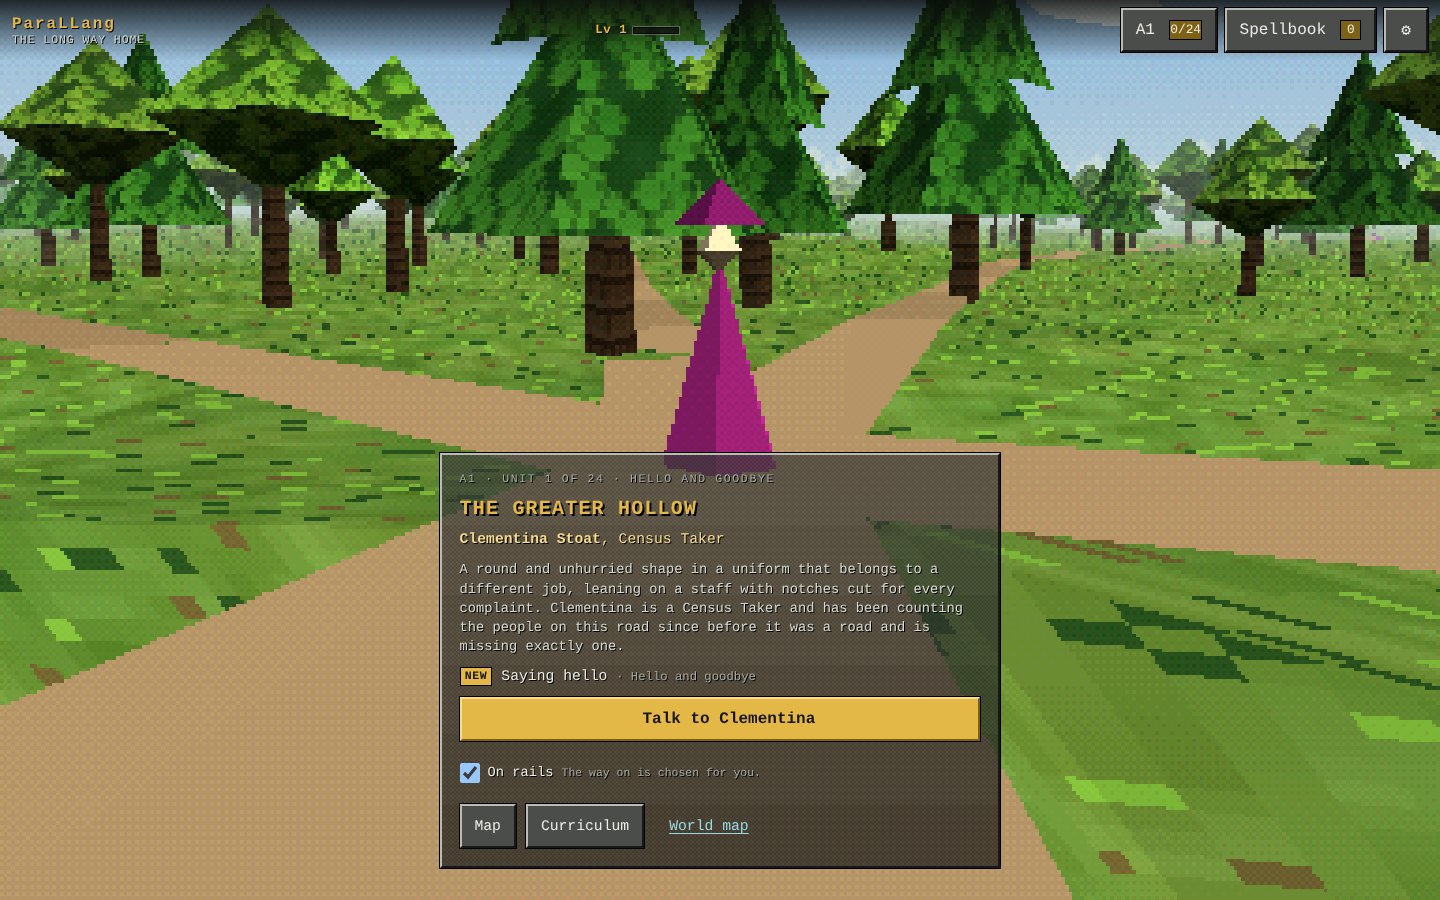 ParaLLang
THE LONG WAY HOME
Lv 1
A1 0/24
Spellbook 0
⚙
A1 · UNIT 1 OF 24 · HELLO AND GOODBYE
THE GREATER HOLLOW
Clementina Stoat, Census Taker
A round and unhurried shape in a uniform that belongs to a
different job, leaning on a staff with notches cut for every
complaint. Clementina is a Census Taker and has been counting
the people on this road since before it was a road and is
missing exactly one.
NEW Saying hello · Hello and goodbye
Talk to Clementina
On rails The way on is chosen for you.
Map
Curriculum
World map